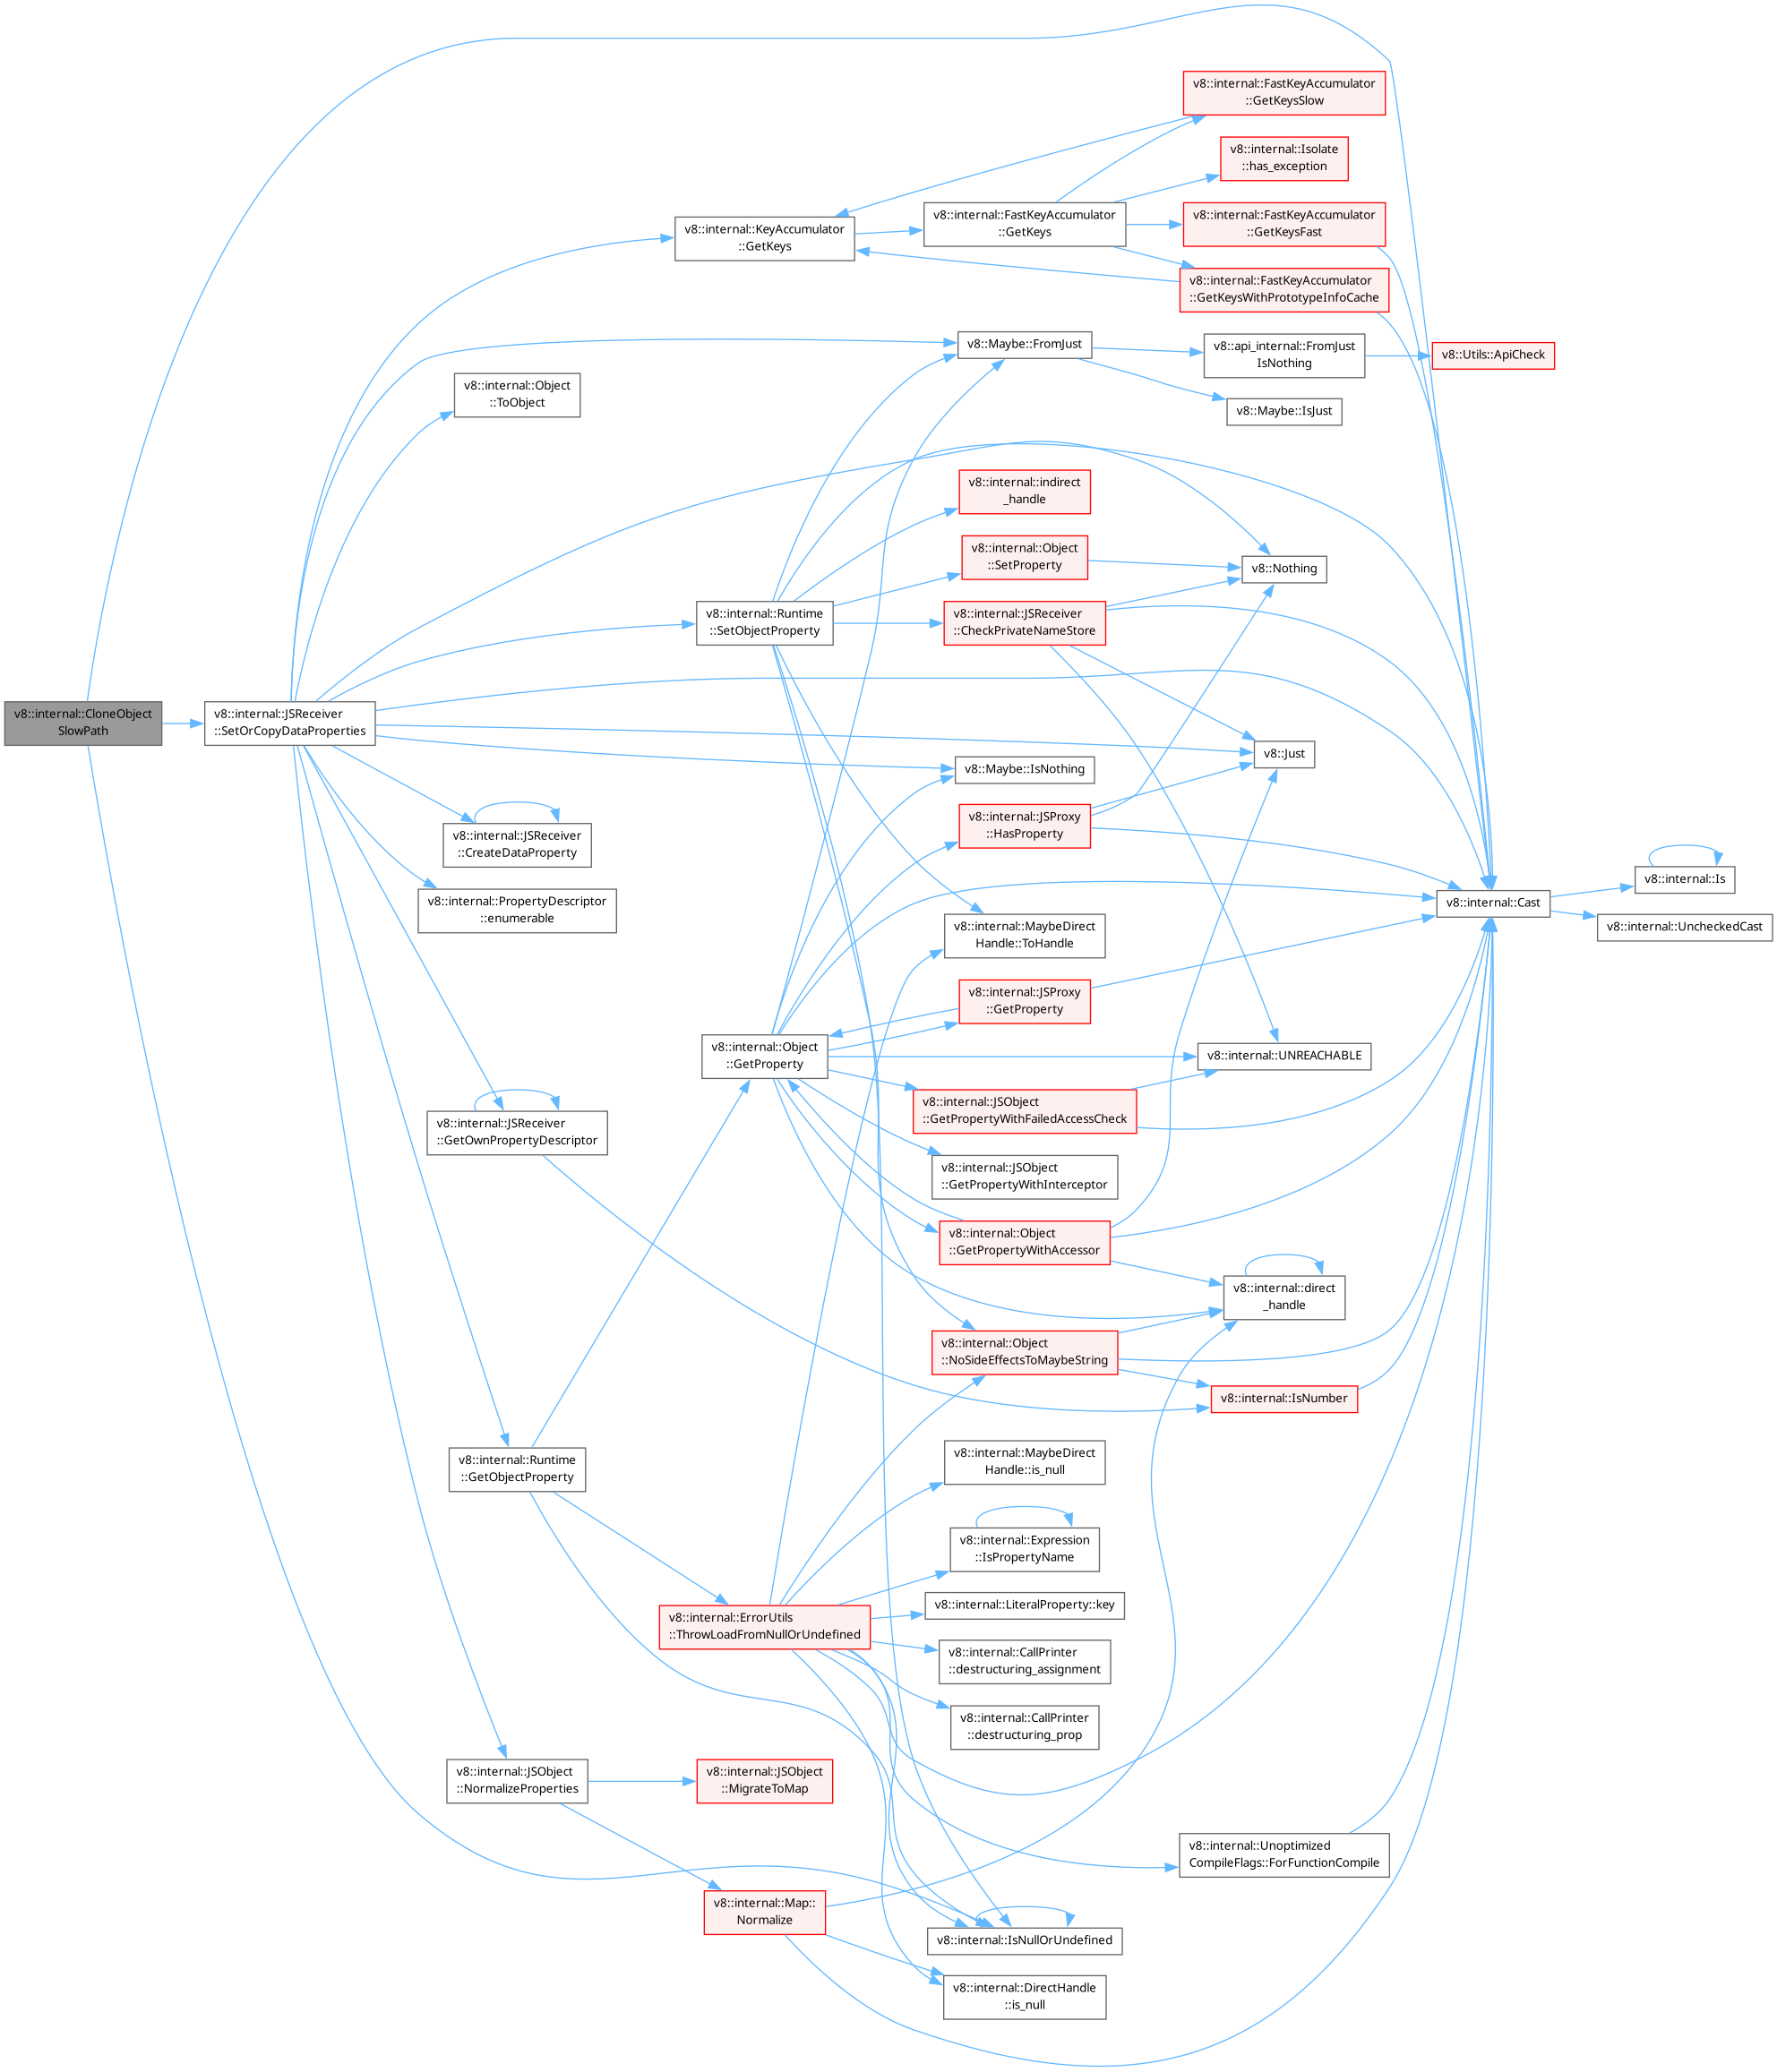 v8::internal::CloneObject
SlowPath
v8::internal::JSReceiver
::SetOrCopyDataProperties
v8::internal::Object
::ToObject
v8::internal::JSReceiver
::CreateDataProperty
v8::internal::PropertyDescriptor
::enumerable
v8::internal::JSReceiver
::GetOwnPropertyDescriptor
v8::internal::Runtime
::GetObjectProperty
v8::internal::JSObject
::NormalizeProperties
v8::internal::KeyAccumulator
::GetKeys
v8::internal::Runtime
::SetObjectProperty
v8::internal::Object
::GetProperty
v8::internal::ErrorUtils
::ThrowLoadFromNullOrUndefined
v8::internal::JSObject
::MigrateToMap
v8::internal::Map::
Normalize
v8::internal::FastKeyAccumulator
::GetKeys
v8::Maybe::FromJust
v8::internal::indirect
_handle
v8::internal::Object
::SetProperty
v8::internal::JSReceiver
::CheckPrivateNameStore
v8::Maybe::IsNothing
v8::internal::JSProxy
::HasProperty
v8::internal::MaybeDirect
Handle::ToHandle
v8::internal::JSProxy
::GetProperty
v8::internal::JSObject
::GetPropertyWithFailedAccessCheck
v8::internal::JSObject
::GetPropertyWithInterceptor
v8::internal::Object
::GetPropertyWithAccessor
v8::internal::Object
::NoSideEffectsToMaybeString
v8::internal::MaybeDirect
Handle::is_null
v8::internal::Expression
::IsPropertyName
v8::internal::LiteralProperty::key
v8::internal::CallPrinter
::destructuring_assignment
v8::internal::CallPrinter
::destructuring_prop
v8::internal::IsNullOrUndefined
v8::internal::DirectHandle
::is_null
v8::internal::FastKeyAccumulator
::GetKeysSlow
v8::internal::Isolate
::has_exception
v8::internal::FastKeyAccumulator
::GetKeysFast
v8::internal::FastKeyAccumulator
::GetKeysWithPrototypeInfoCache
v8::api_internal::FromJust
IsNothing
v8::Maybe::IsJust
v8::Nothing
v8::Just
v8::internal::UNREACHABLE
v8::internal::direct
_handle
v8::internal::IsNumber
v8::internal::Unoptimized
CompileFlags::ForFunctionCompile
v8::Utils::ApiCheck
v8::internal::Cast
v8::internal::Is
v8::internal::UncheckedCast